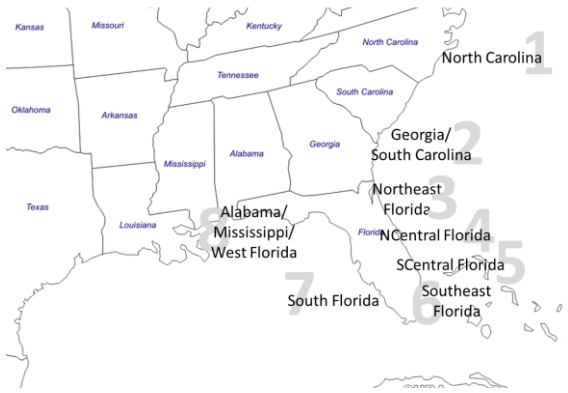 Kansas
Missouri
Kentucky
North Carolina
1
North Carolina
Tennessee
South Carolina
Oklahoma
Arkansas
Georgia/
South Carolina
2
Georgia
Mississippi
Alabama
Northeast
Florida
3
Texas
Louisiana
8
Alabama/
Mississippi/
West Florida
Florida
NCentral Florida
4
SCentral Florida
5
7
South Florida
Southeast
Florida
6